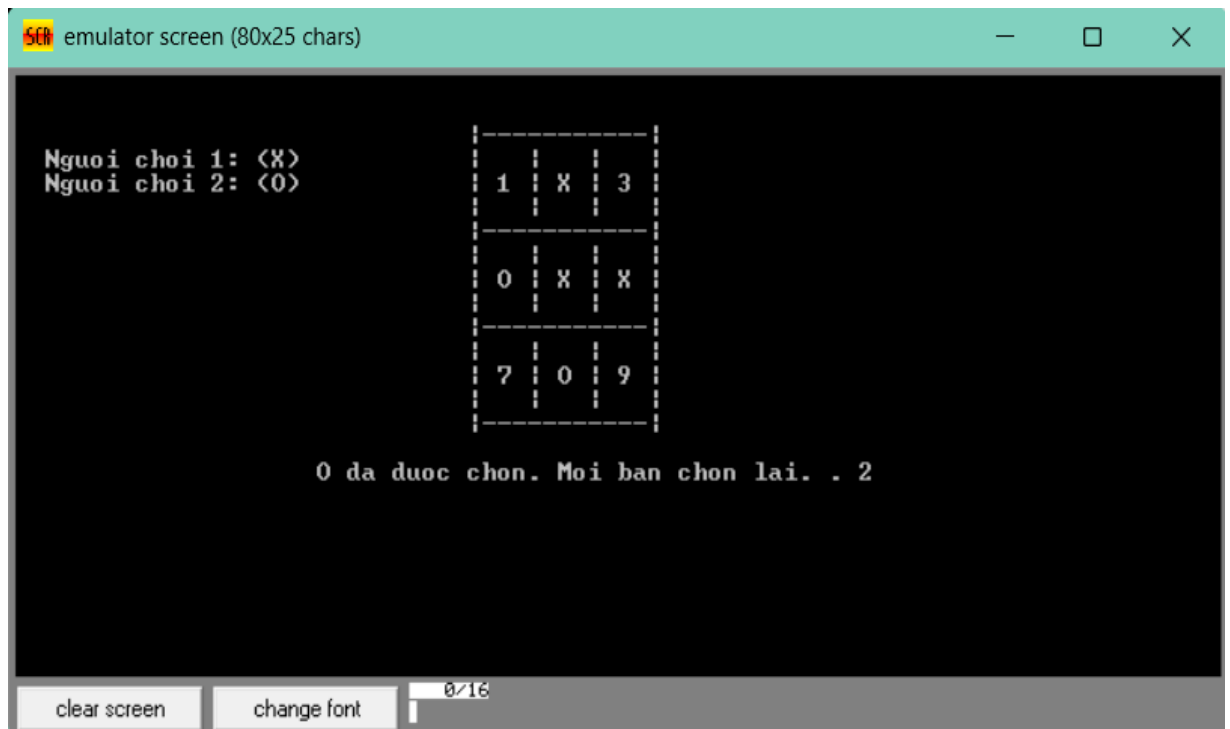 SCR emulator screen (80x25 chars)
Nguoi choi 1: (X)
Nguoi choi 2: (O)
1 X 3
O X X
7 O 9
O da duoc chon. Moi ban chon lai. . 2
clear screen change font 0/16